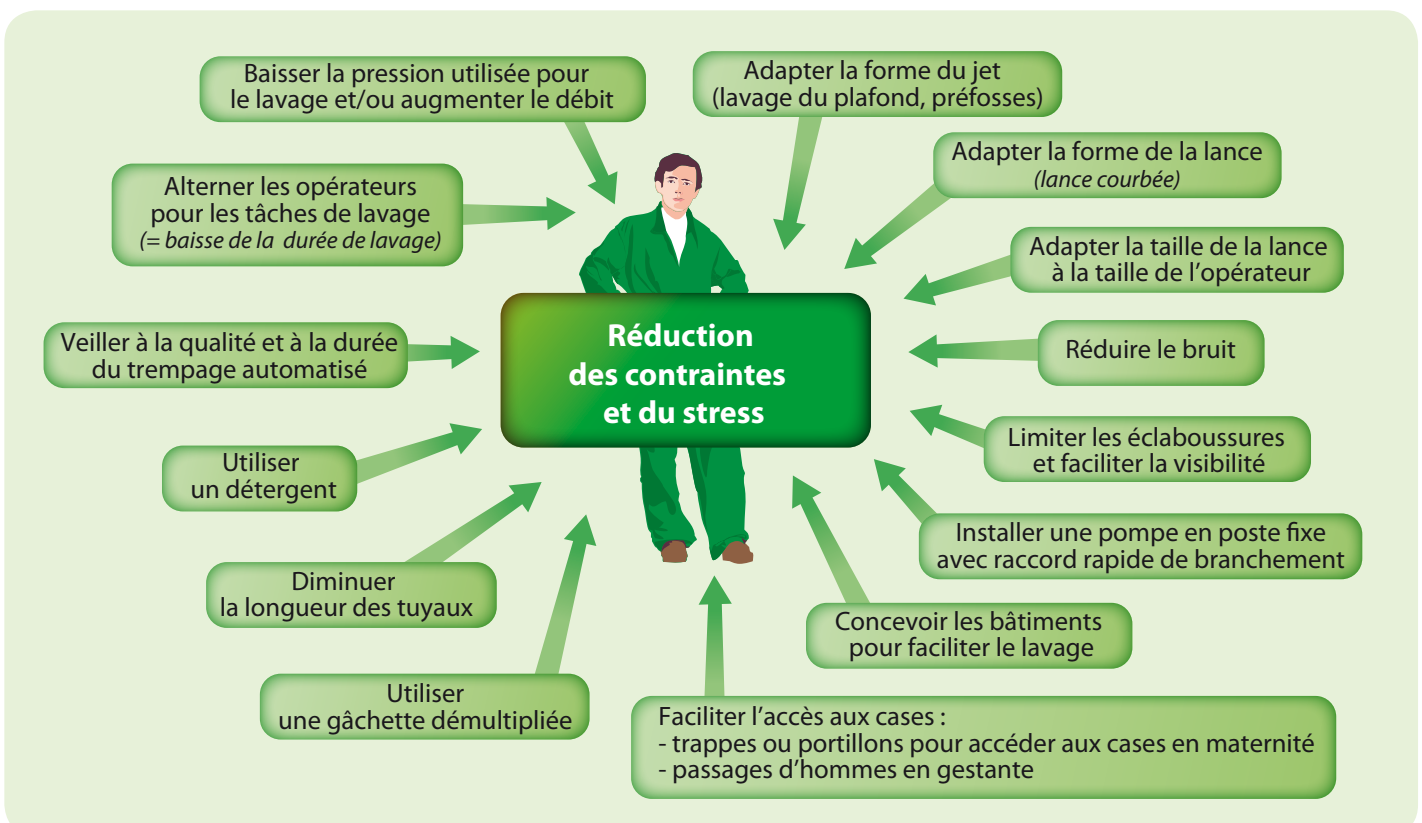 Baisser la pression utilisée pour
le lavage et/ou augmenter le débit
Adapter la forme du jet
(lavage du plafond, préfosses)
Alterner les opérateurs
pour les tâches de lavage
(= baisse de la durée de lavage)
Adapter la forme de la lance
(lance courbée)
Adapter la taille de la lance
à la taille de l'opérateur
Veiller à la qualité et à la durée
du trempage automatisé
Réduction
des contraintes
et du stress
Réduire le bruit
Utiliser
un détergent
Limiter les éclaboussures
et faciliter la visibilité
Diminuer
la longueur des tuyaux
Installer une pompe en poste fixe
avec raccord rapide de branchement
Utiliser
une gâchette démultipliée
Concevoir les bâtiments
pour faciliter le lavage
Faciliter l'accès aux cases :
- trappes ou portillons pour accéder aux cases en maternité
- passages d'hommes en gestante